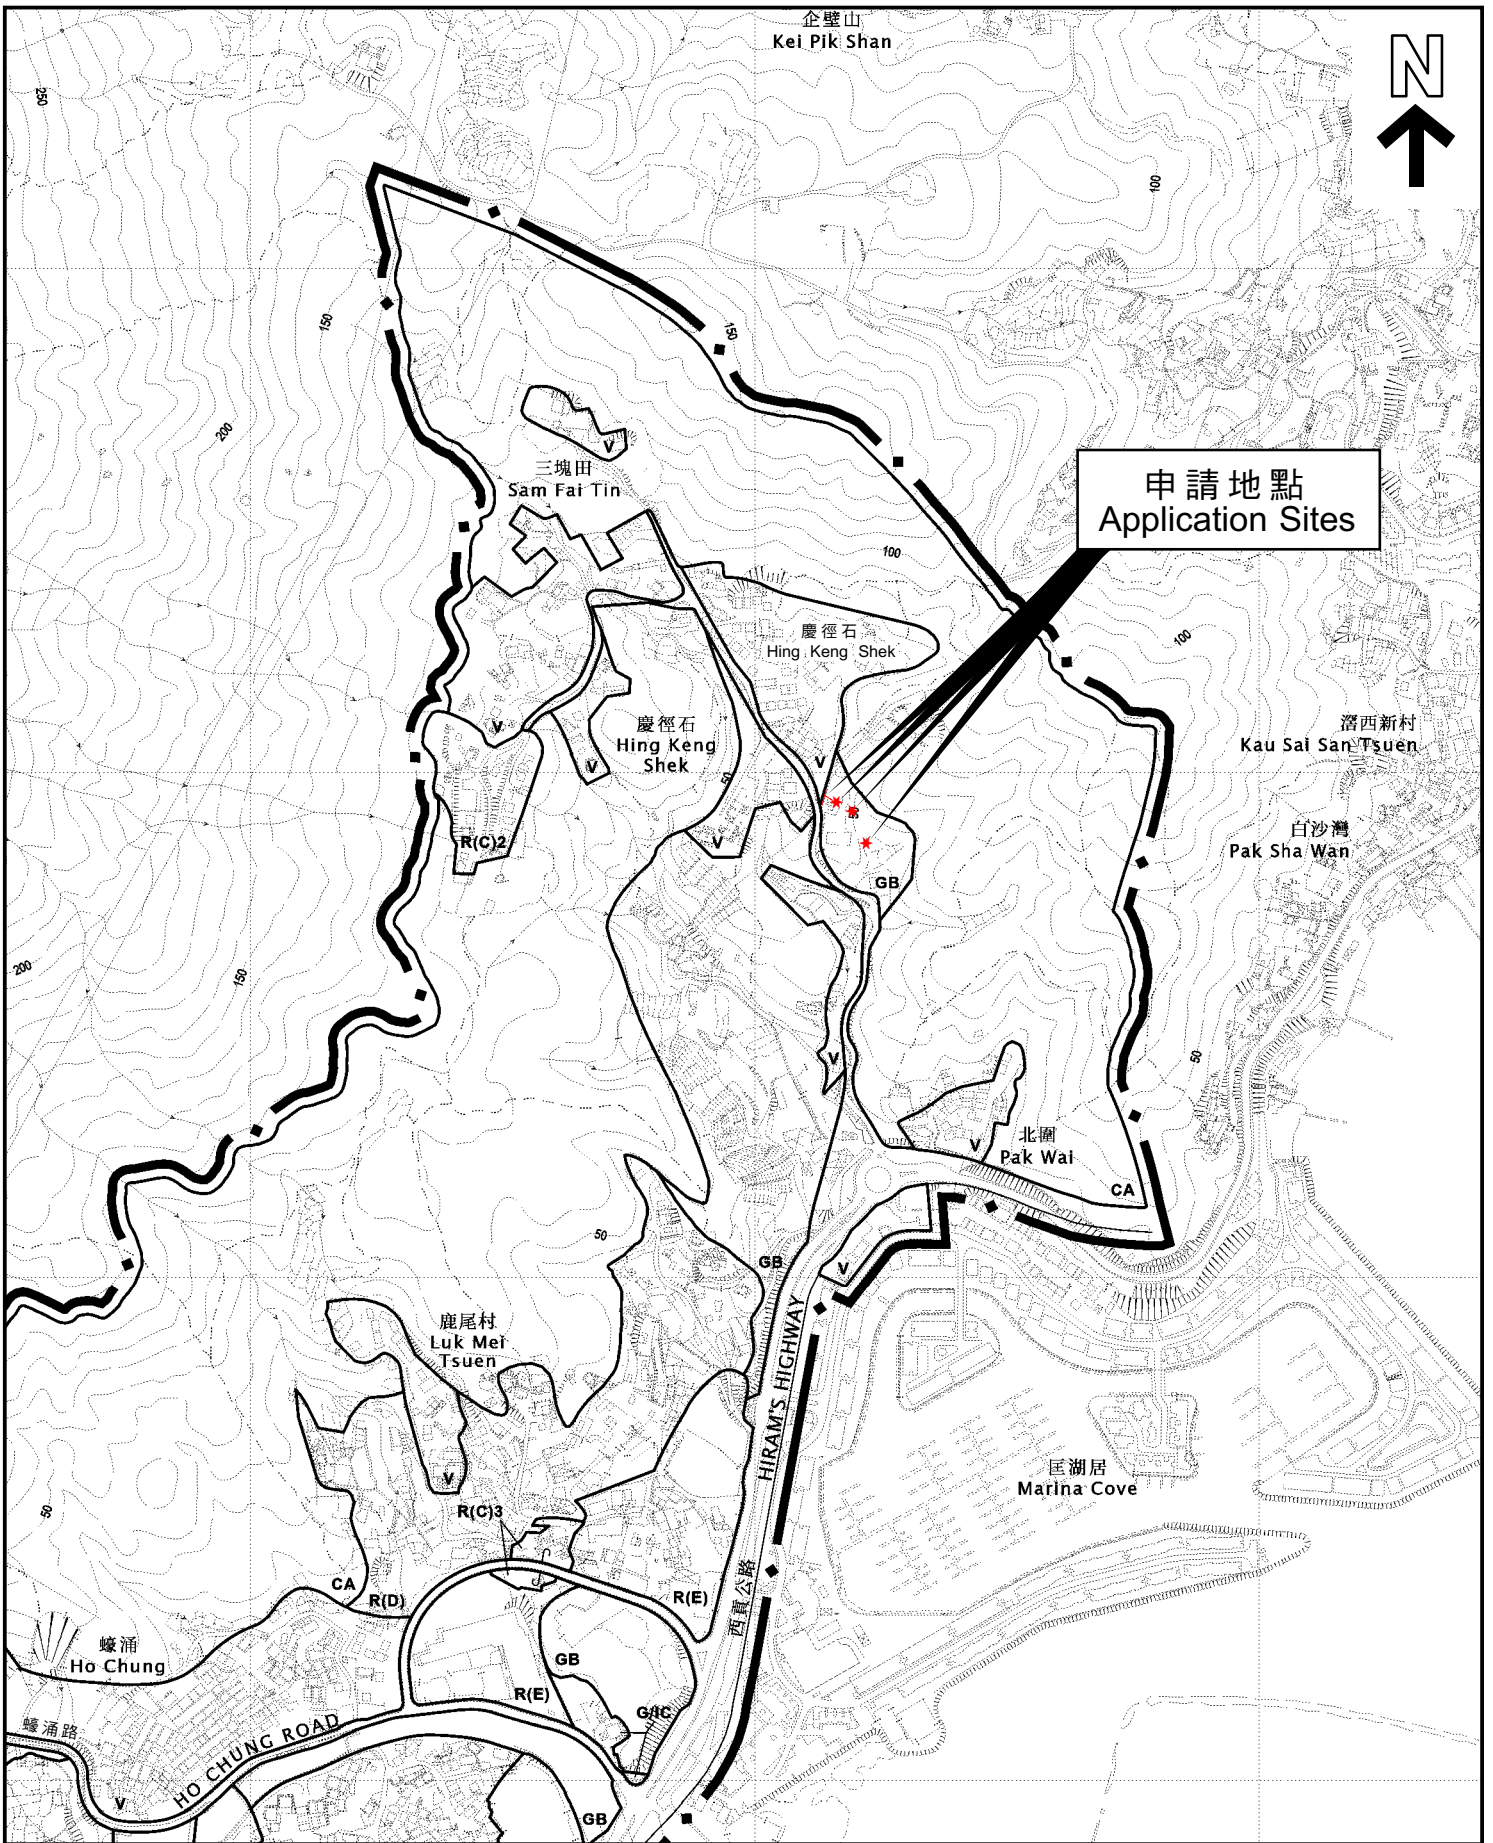 企壁山
Kei Pik Shan
N
250
100
150
150
200
三塊田
Sam Fai Tin
V
申請地點
Application Sites
100
慶徑石
Hing Keng Shek
100
慶徑石
Hing Keng
Shek
滘西新村
Kau Sai San Tsuen
V
V
V
50
R(C)2
V
白沙灣
Pak Sha Wan
GB
200
150
V
50
北圍
Pak Wai
V
CA
50
GB
V
鹿尾村
Luk Mei
Tsuen
HIRAM'S HIGHWAY
西貢公路
匡湖居
Marina Cove
V
50
R(C)3
CA
R(D)
R(E)
蠔涌
Ho Chung
GB
R(E)
G/IC
蠔涌路
HO CHUNG ROAD
V
GB